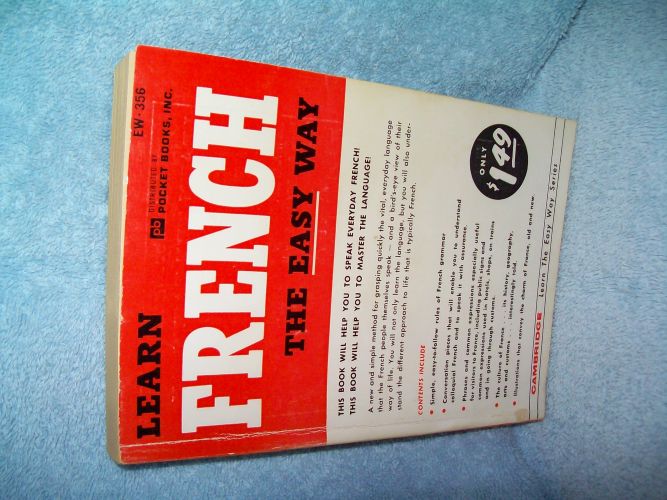 EW-356
LEARN
pb DISTRIBUTED BY
POCKET BOOKS, INC.
FRENCH
THE EASY WAY
THIS BOOK WILL HELP YOU TO SPEAK EVERYDAY FRENCH!
THIS BOOK WILL HELP YOU TO MASTER THE LANGUAGE!
A new and simple method for grasping quickly the vital, everyday language
that the French people themselves speak — and a bird's-eye view of their
way of life. You will not only learn the language, but you will also under-
stand the different approach to life that is typically French.
CONTENTS INCLUDE
• Simple, easy-to-follow rules of French grammar
• Conversation pieces that will enable you to understand
colloquial French and to speak it with assurance.
• Phrases and common expressions especially useful
for visitors to France, including public signs and
common expressions used in hotels, shops, on trains
and in going through customs.
• The culture of France . . . its history, geography,
arts and customs . . . interestingly told.
• Illustrations that convey the charm of France, old and new
ONLY
$1.49
CAMBRIDGE Learn The Easy Way Series